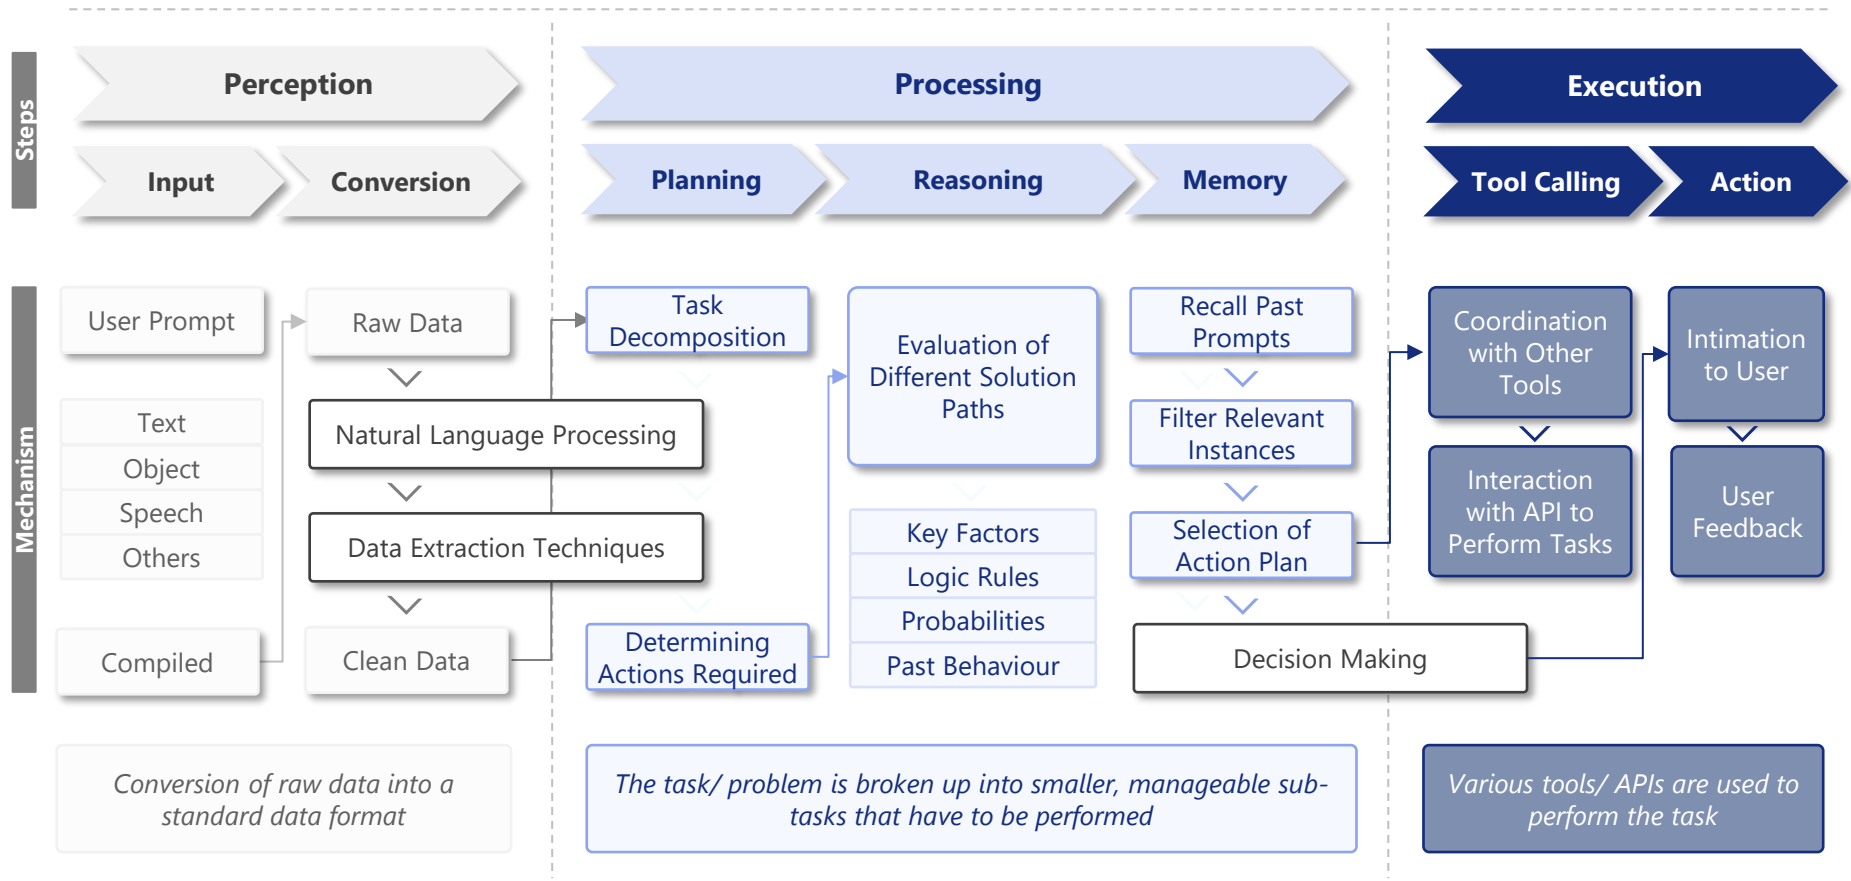 Steps
Perception
Processing
Execution
Input
Conversion
Planning
Reasoning
Memory
Tool Calling
Action
Mechanism
User Prompt
Text
Object
Speech
Others
Compiled
Raw Data
Natural Language Processing
Data Extraction Techniques
Clean Data
Task
Decomposition
Determining
Actions Required
Evaluation of
Different Solution
Paths
Key Factors
Logic Rules
Probabilities
Past Behaviour
Recall Past
Prompts
Filter Relevant
Instances
Selection of
Action Plan
Decision Making
Coordination
with Other
Tools
Interaction
with API to
Perform Tasks
Intimation
to User
User
Feedback
Conversion of raw data into a
standard data format
The task/ problem is broken up into smaller, manageable sub-
tasks that have to be performed
Various tools/ APIs are used to
perform the task